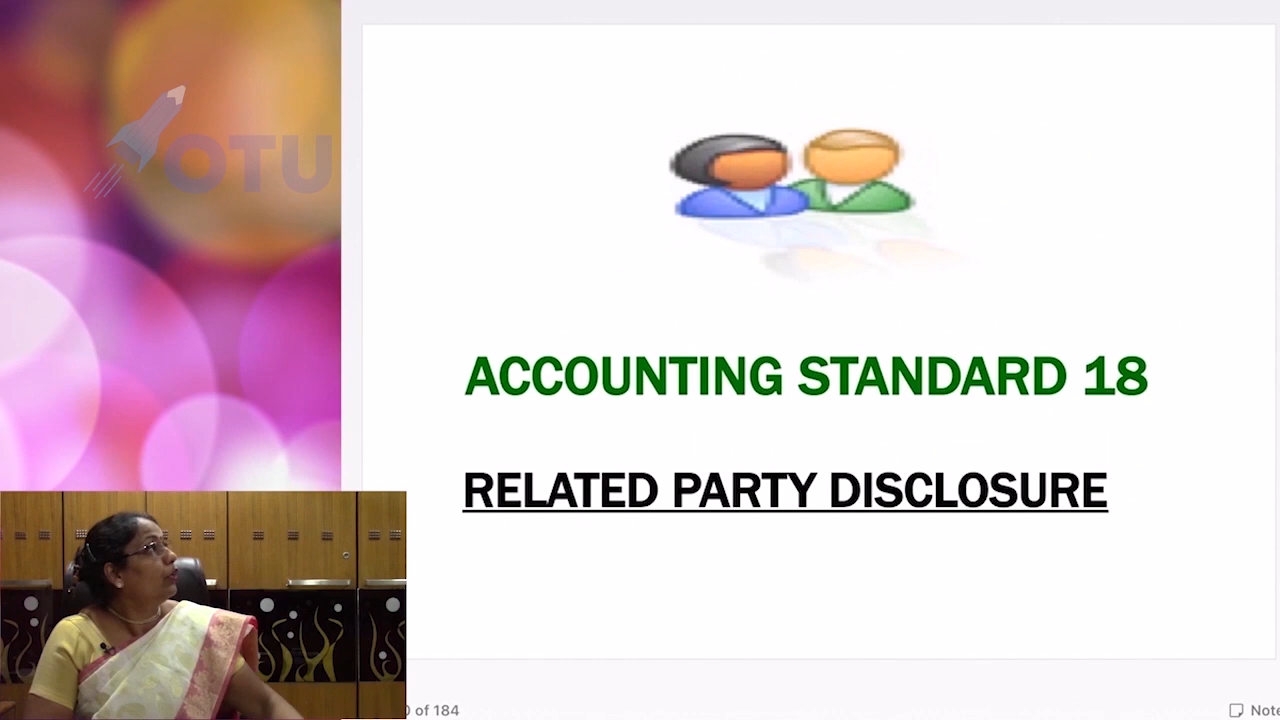 OTU
ACCOUNTING STANDARD 18
RELATED PARTY DISCLOSURE
of 184